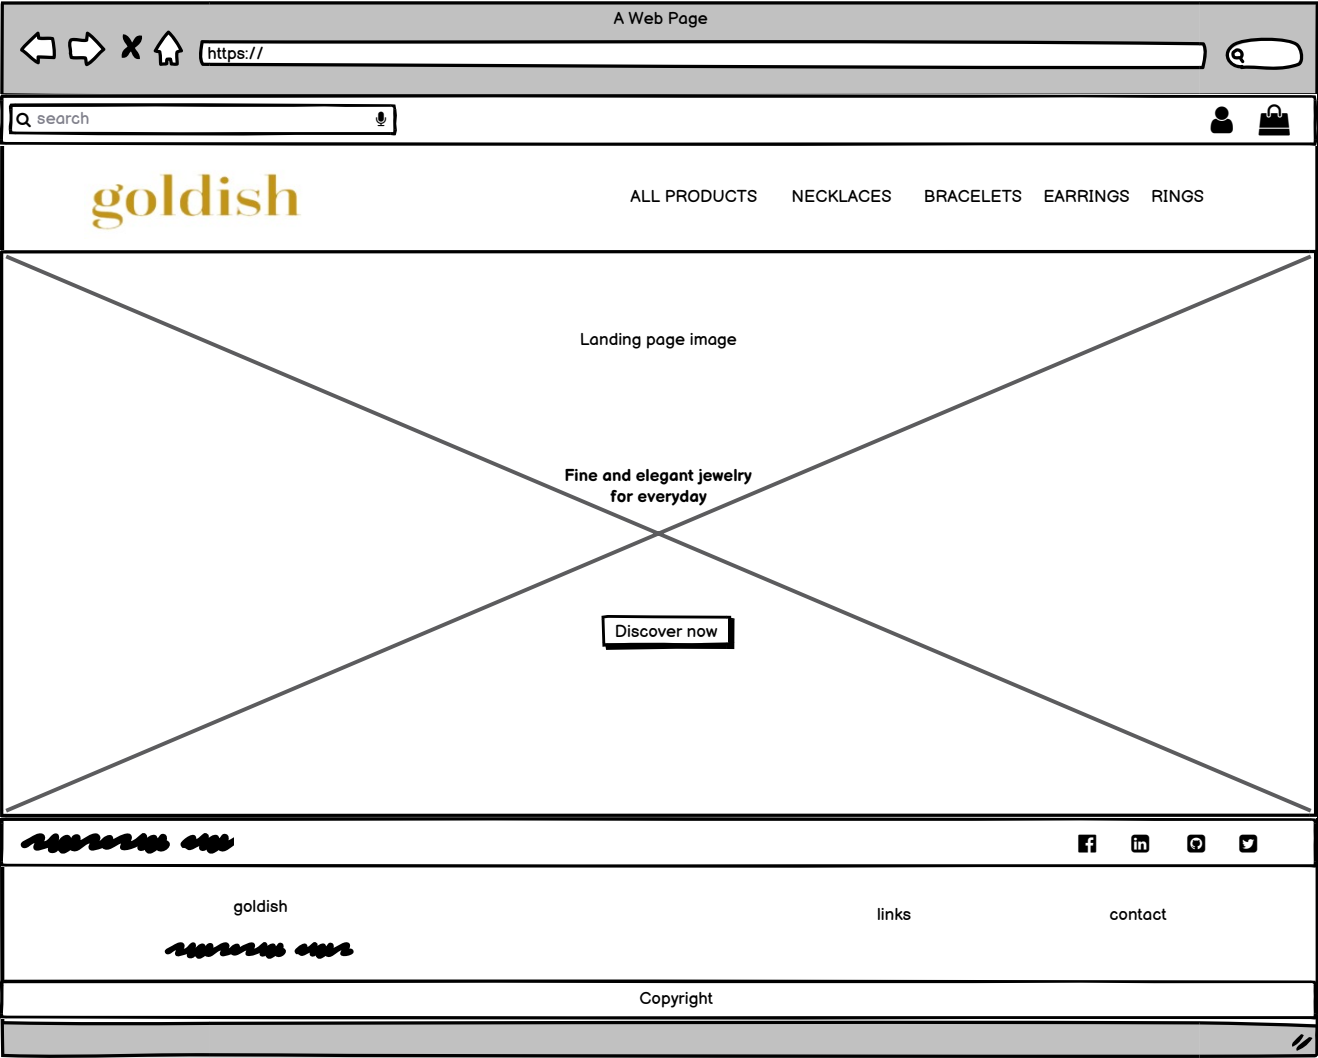 A Web Page
https://
search
goldish
ALL PRODUCTS NECKLACES BRACELETS EARRINGS RINGS
Landing page image
Fine and elegant jewelry
for everyday
Discover now
goldish
links
contact
Copyright